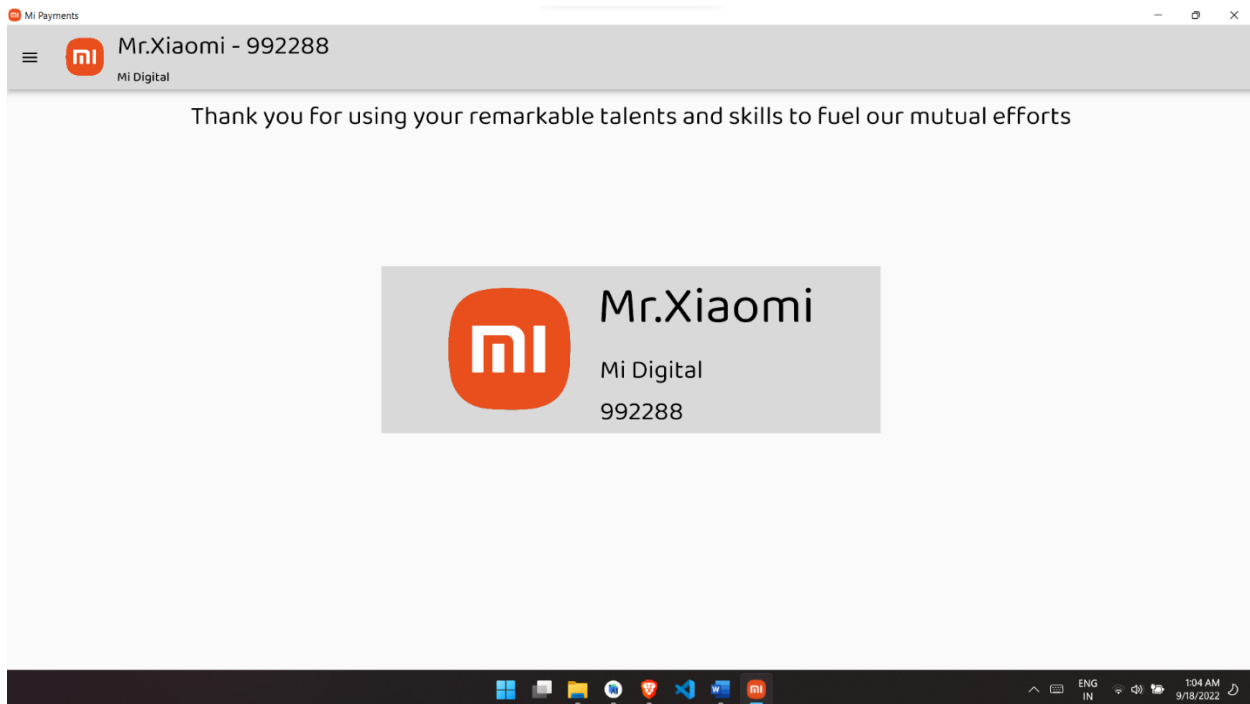 Mi Payments
Mr.Xiaomi - 992288
Mi Digital
Thank you for using your remarkable talents and skills to fuel our mutual efforts
mi
Mr.Xiaomi
Mi Digital
992288
ENG
IN
1:04 AM
9/18/2022